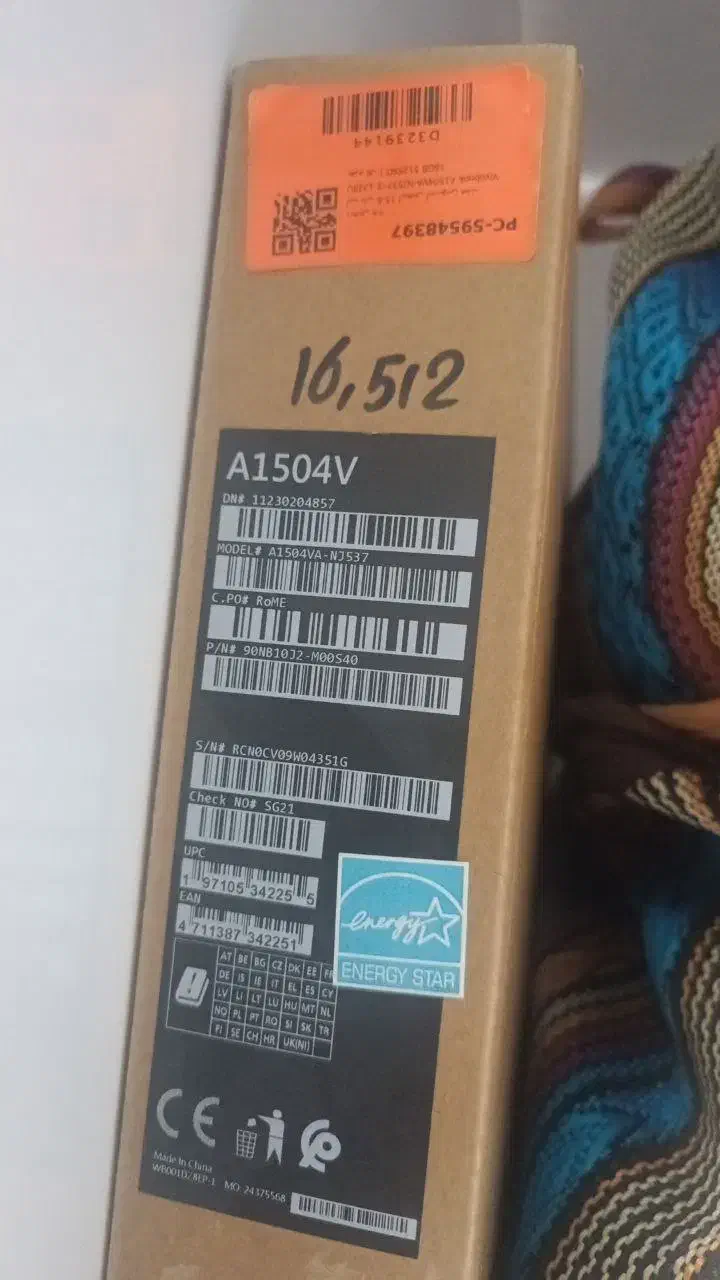 D3239144
PC-59548397
16,512
A1504V
DN# 11230204857
MODEL# A1504VA-NJ537
C.PO# RoME
P/N# 90NB10J2-M00S40
S/N# RCN0CV09W04351G
Check NO# SG21
UPC
1 97105 34225 5
EAN
4 711387 342251
energy
ENERGY STAR
AT BE BG CZ DK EE FR
DE IS IE IT EL ES CY
LV LI LT LU HU MT NL
NO PL PT RO SI SK TR
FI SE CH HR UK(NI)
CE
Made In China
MO: 24375568